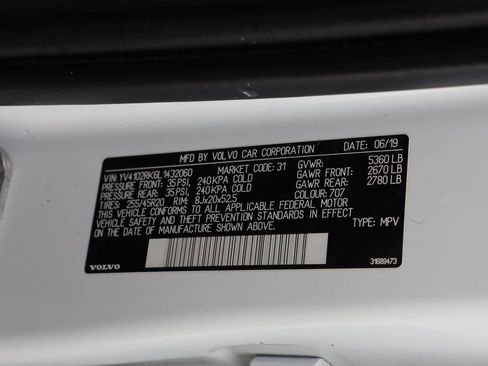 MFD. BY VOLVO CAR CORPORATION DATE: 06/19
VIN: YV4102RK6L1432060 MARKET CODE: 31 GVWR: 5360 LB
PRESSURE FRONT: 35PSI, 240KPA COLD GAWR FRONT: 2670 LB
PRESSURE REAR: 35PSI, 240KPA COLD GAWR REAR: 2780 LB
TIRES: 255/45R20 RIM: 8Jx20x52.5 COLOUR: 707
THIS VEHICLE CONFORMS TO ALL APPLICABLE FEDERAL MOTOR
VEHICLE SAFETY, THEFT PREVENTION STANDARDS IN EFFECT
ON THE DATE OF MANUFACTURE SHOWN ABOVE. TYPE: MPV
VOLVO 31689473